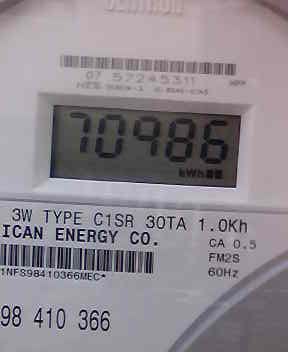 CENTRON
07 57245311
70986
kWh
3W TYPE C1SR 30TA 1.0Kh
ICAN ENERGY CO.
CA 0.5
FM2S
1NFS98410366MEC*
60Hz
98 410 366